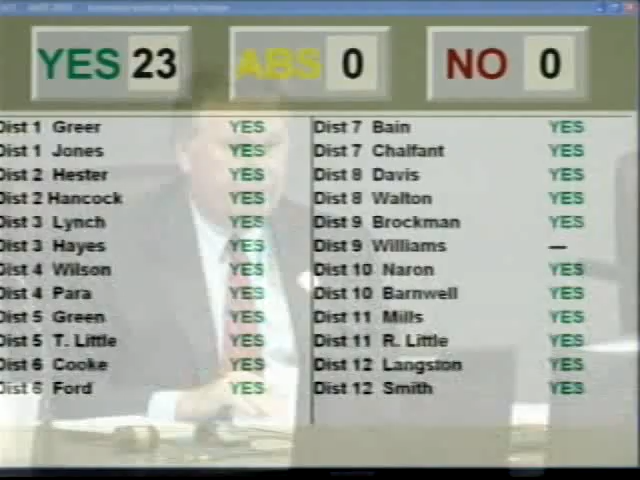 YES 23 ABS 0 NO 0
Dist 1 Greer YES Dist 7 Bain YES
Dist 1 Jones YES Dist 7 Chalfant YES
Dist 2 Hester YES Dist 8 Davis YES
Dist 2 Hancock YES Dist 8 Walton YES
Dist 3 Lynch YES Dist 9 Brockman YES
Dist 3 Hayes YES Dist 9 Williams —
Dist 4 Wilson YES Dist 10 Naron YES
Dist 4 Para YES Dist 10 Barnwell YES
Dist 5 Green YES Dist 11 Mills YES
Dist 5 T. Little YES Dist 11 R. Little YES
Dist 6 Cooke YES Dist 12 Langston YES
Dist 6 Ford YES Dist 12 Smith YES